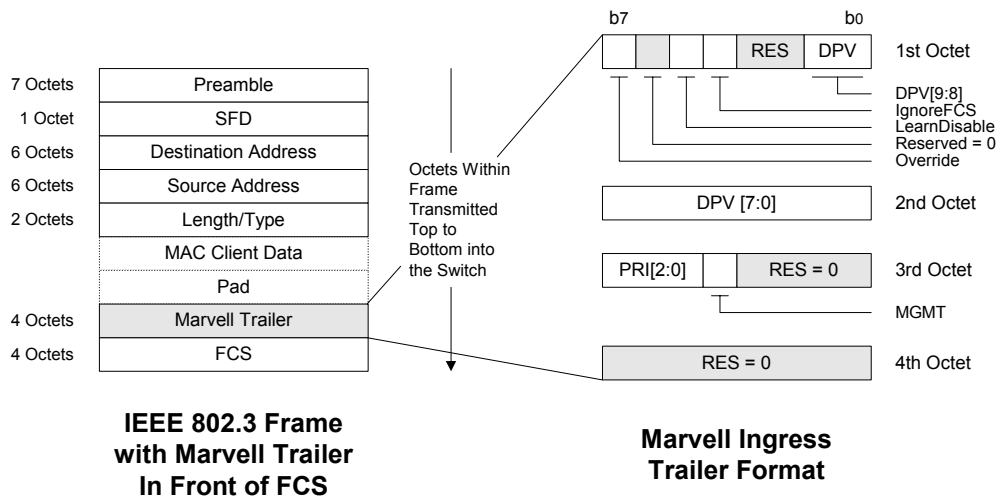 7 Octets
Preamble
1 Octet
SFD
6 Octets
Destination Address
6 Octets
Source Address
2 Octets
Length/Type
MAC Client Data
Pad
4 Octets
Marvell Trailer
4 Octets
FCS
IEEE 802.3 Frame
with Marvell Trailer
In Front of FCS
Octets Within
Frame
Transmitted
Top to
Bottom into
the Switch
b7
b0
RES
DPV
1st Octet
DPV[9:8]
IgnoreFCS
LearnDisable
Reserved = 0
Override
DPV [7:0]
2nd Octet
PRI[2:0]
RES = 0
3rd Octet
MGMT
RES = 0
4th Octet
Marvell Ingress
Trailer Format